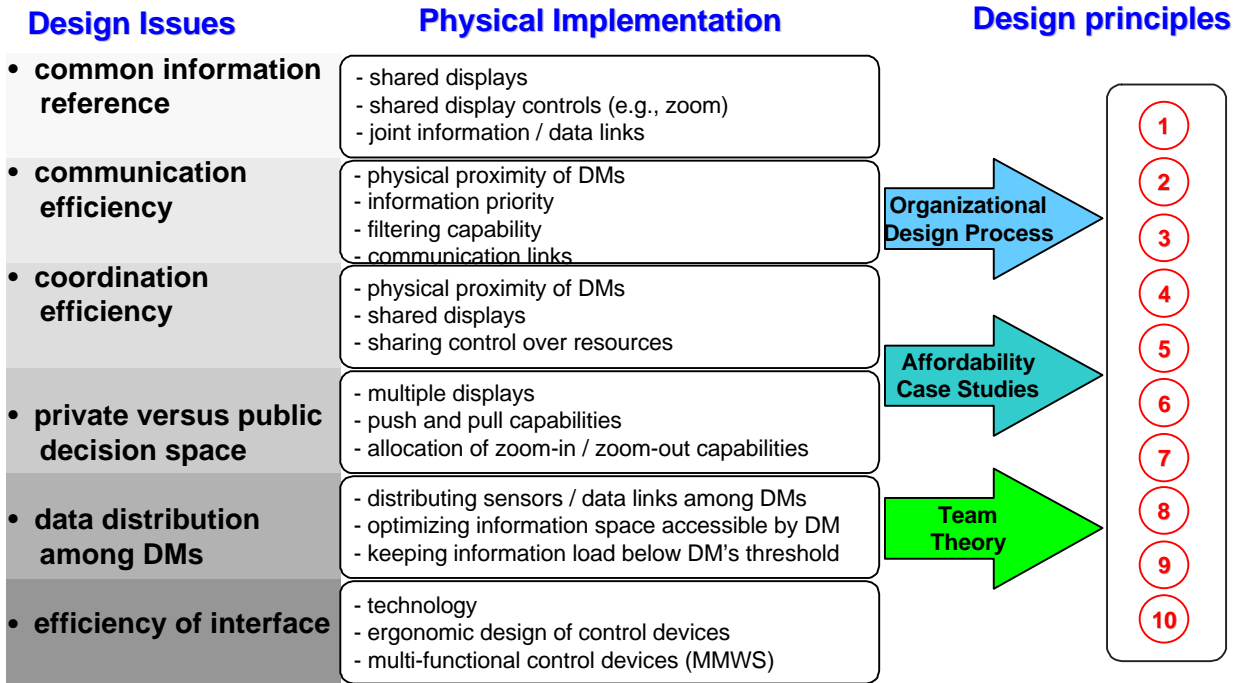 Design Issues
Physical Implementation
Design principles
• common information
reference
- shared displays
- shared display controls (e.g., zoom)
- joint information / data links
• communication
efficiency
- physical proximity of DMs
- information priority
- filtering capability
- communication links
• coordination
efficiency
- physical proximity of DMs
- shared displays
- sharing control over resources
• private versus public
decision space
- multiple displays
- push and pull capabilities
- allocation of zoom-in / zoom-out capabilities
• data distribution
among DMs
- distributing sensors / data links among DMs
- optimizing information space accessible by DM
- keeping information load below DM's threshold
• efficiency of interface
- technology
- ergonomic design of control devices
- multi-functional control devices (MMWS)
Organizational
Design Process
Affordability
Case Studies
Team
Theory
1
2
3
4
5
6
7
8
9
10